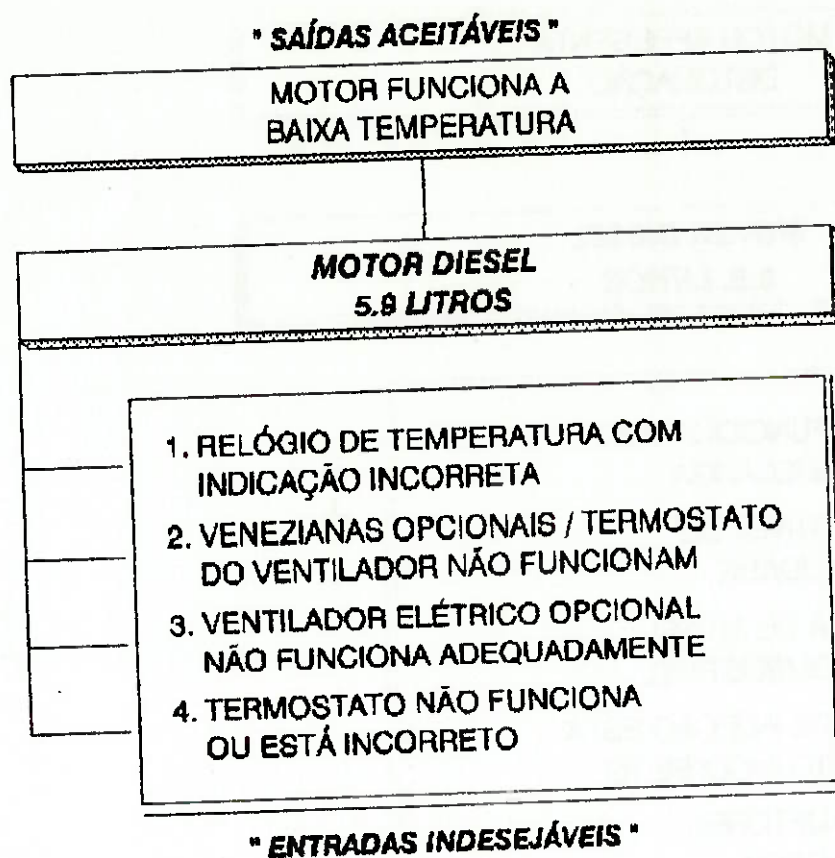 " SAÍDAS ACEITÁVEIS "
MOTOR FUNCIONA A
BAIXA TEMPERATURA
MOTOR DIESEL
5.9 LITROS
1. RELÓGIO DE TEMPERATURA COM
INDICAÇÃO INCORRETA
2. VENEZIANAS OPCIONAIS / TERMOSTATO
DO VENTILADOR NÃO FUNCIONAM
3. VENTILADOR ELÉTRICO OPCIONAL
NÃO FUNCIONA ADEQUADAMENTE
4. TERMOSTATO NÃO FUNCIONA
OU ESTÁ INCORRETO
" ENTRADAS INDESEJÁVEIS "